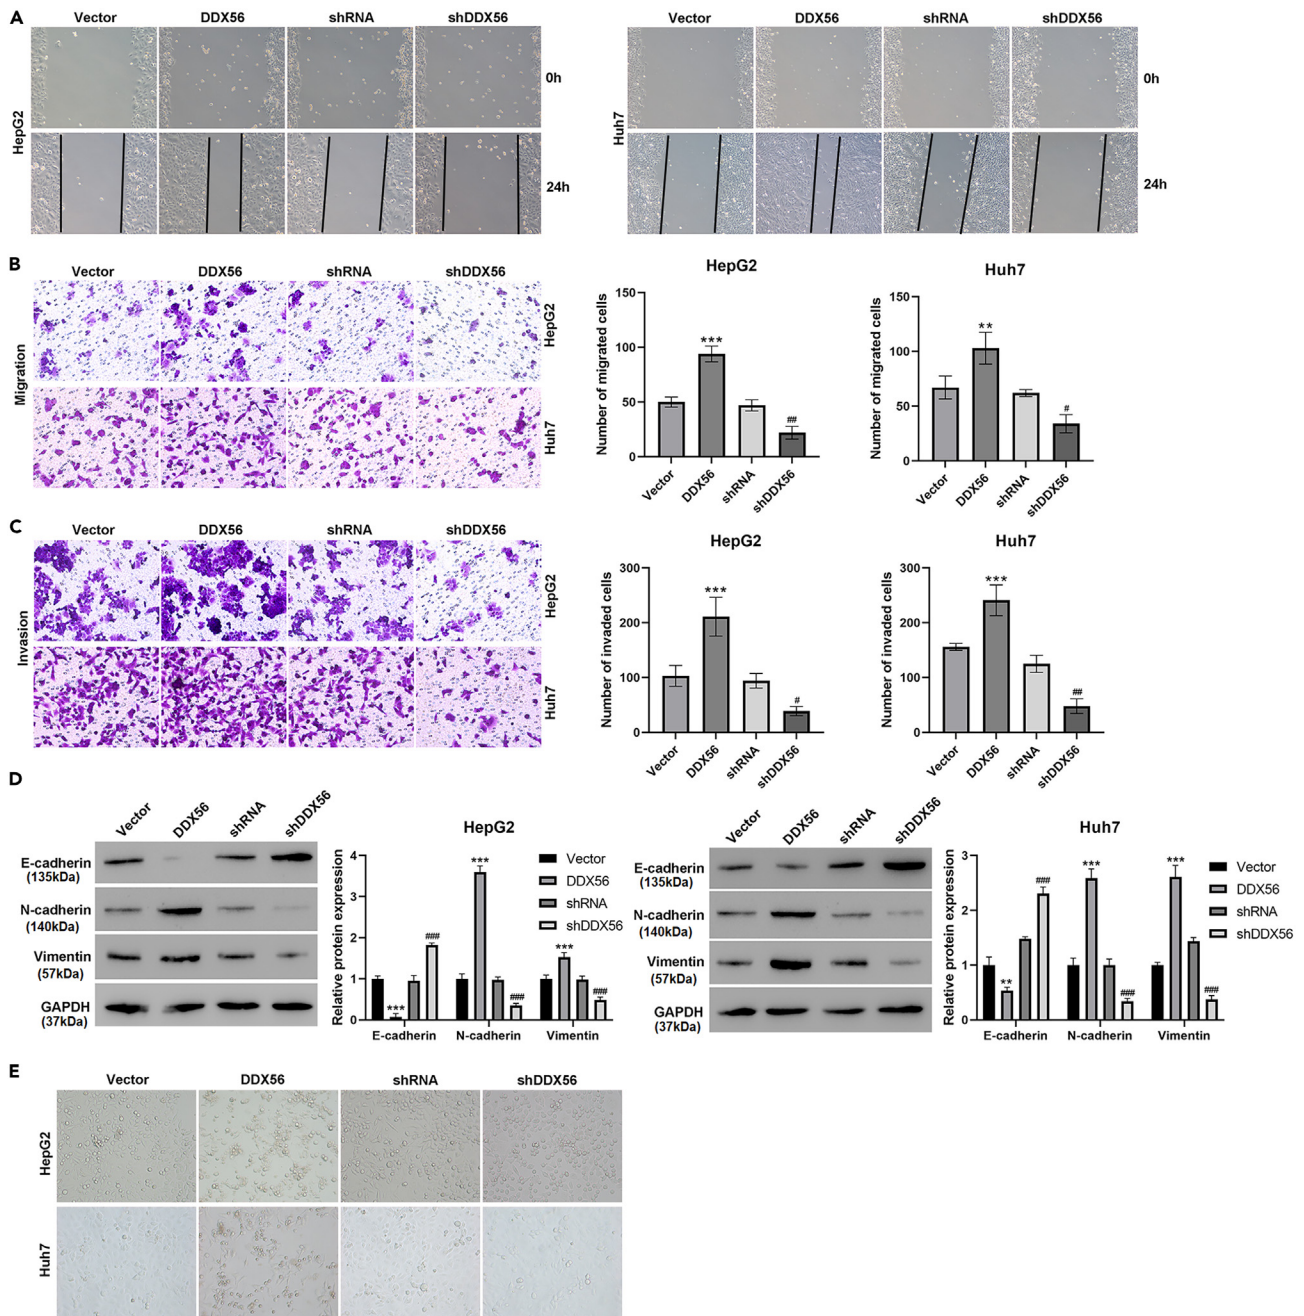 A
Vector DDX56 shRNA shDDX56
HepG2
0h
24h
Vector DDX56 shRNA shDDX56
Huh7
0h
24h
B
Vector DDX56 shRNA shDDX56
Migration
HepG2
Huh7
HepG2
Number of migrated cells
150
100
50
0
***
##
Vector DDX56 shRNA shDDX56
Huh7
Number of migrated cells
150
100
50
0
**
#
Vector DDX56 shRNA shDDX56
C
Vector DDX56 shRNA shDDX56
Invasion
HepG2
Huh7
HepG2
Number of invaded cells
300
200
100
0
***
#
Vector DDX56 shRNA shDDX56
Huh7
Number of invaded cells
300
200
100
0
***
##
Vector DDX56 shRNA shDDX56
D
Vector DDX56 shRNA shDDX56
E-cadherin
(135kDa)
N-cadherin
(140kDa)
Vimentin
(57kDa)
GAPDH
(37kDa)
HepG2
Relative protein expression
4
3
2
1
0
*** ### *** ### *** ###
E-cadherin N-cadherin Vimentin
Vector
DDX56
shRNA
shDDX56
Vector DDX56 shRNA shDDX56
E-cadherin
(135kDa)
N-cadherin
(140kDa)
Vimentin
(57kDa)
GAPDH
(37kDa)
Huh7
Relative protein expression
3
2
1
0
** ### *** ### *** ###
E-cadherin N-cadherin Vimentin
Vector
DDX56
shRNA
shDDX56
E
Vector DDX56 shRNA shDDX56
HepG2
Huh7